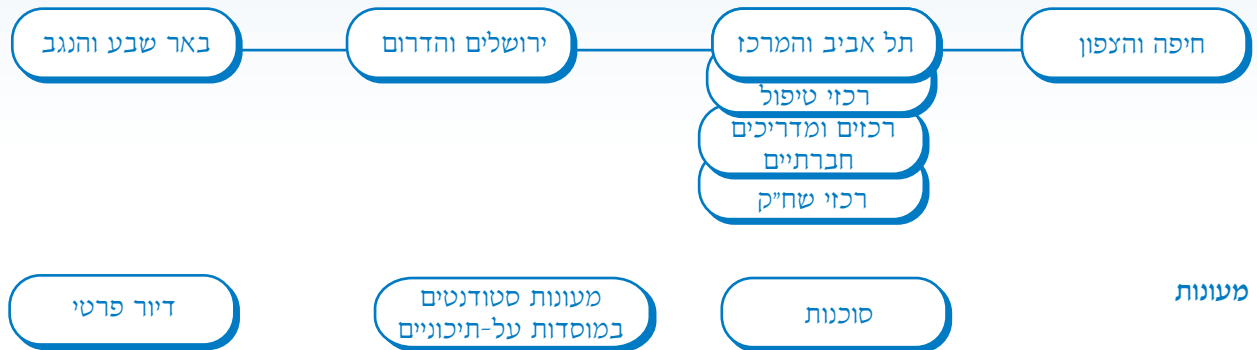 חיפה והצפון
תל אביב והמרכז
ירושלים והדרום
באר שבע והנגב
רכזי טיפול
רכזים ומדריכים
חברתיים
רכזי שח"ק
מעונות
סוכנות
מעונות סטודנטים
במוסדות על-תיכוניים
דיור פרטי